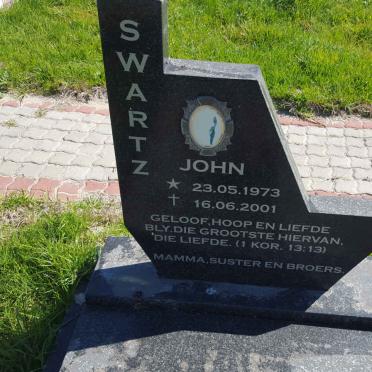 SWARTZ
JOHN
☆ 23.05.1973
† 16.06.2001
GELOOF,HOOP EN LIEFDE
BLY,DIE GROOTSTE HIERVAN,
'DIE LIEFDE. (1 KOR. 13:13)
MAMMA,SUSTER EN BROERS